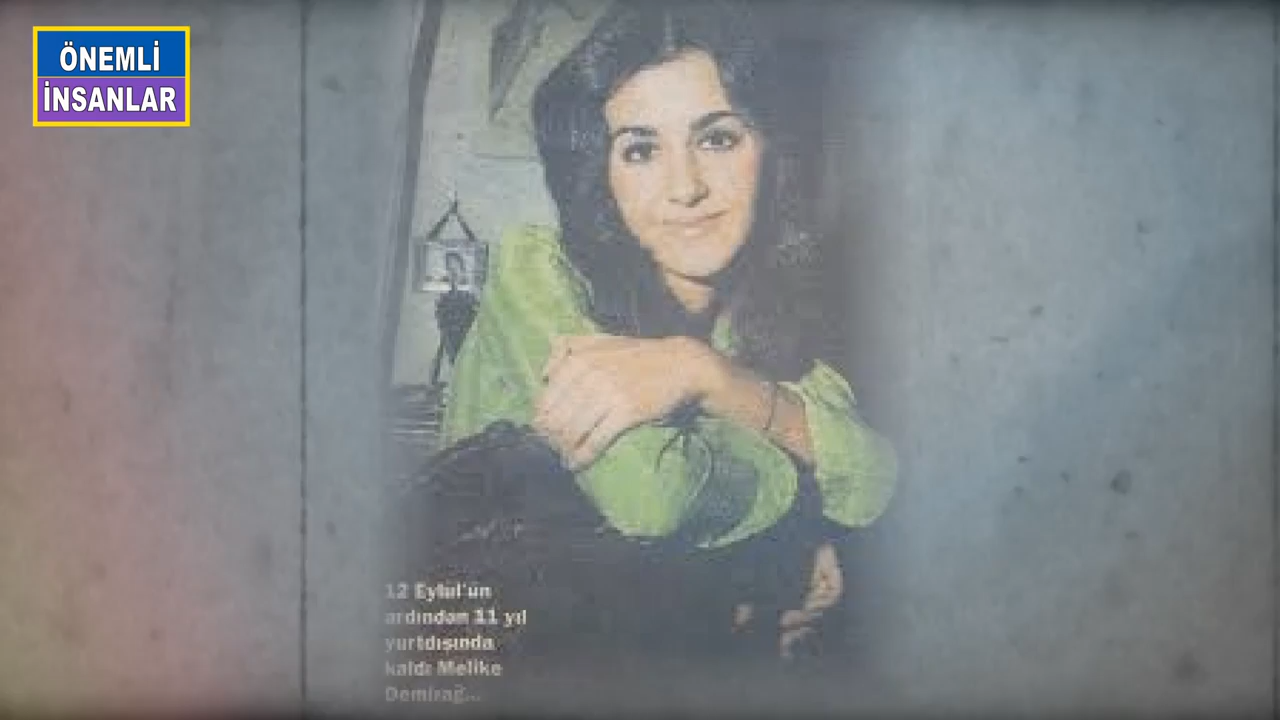 ÖNEMLİ
İNSANLAR
12 Eylül'ün
ardından 11 yıl
yurtdışında
kaldı Melike
Demirağ...